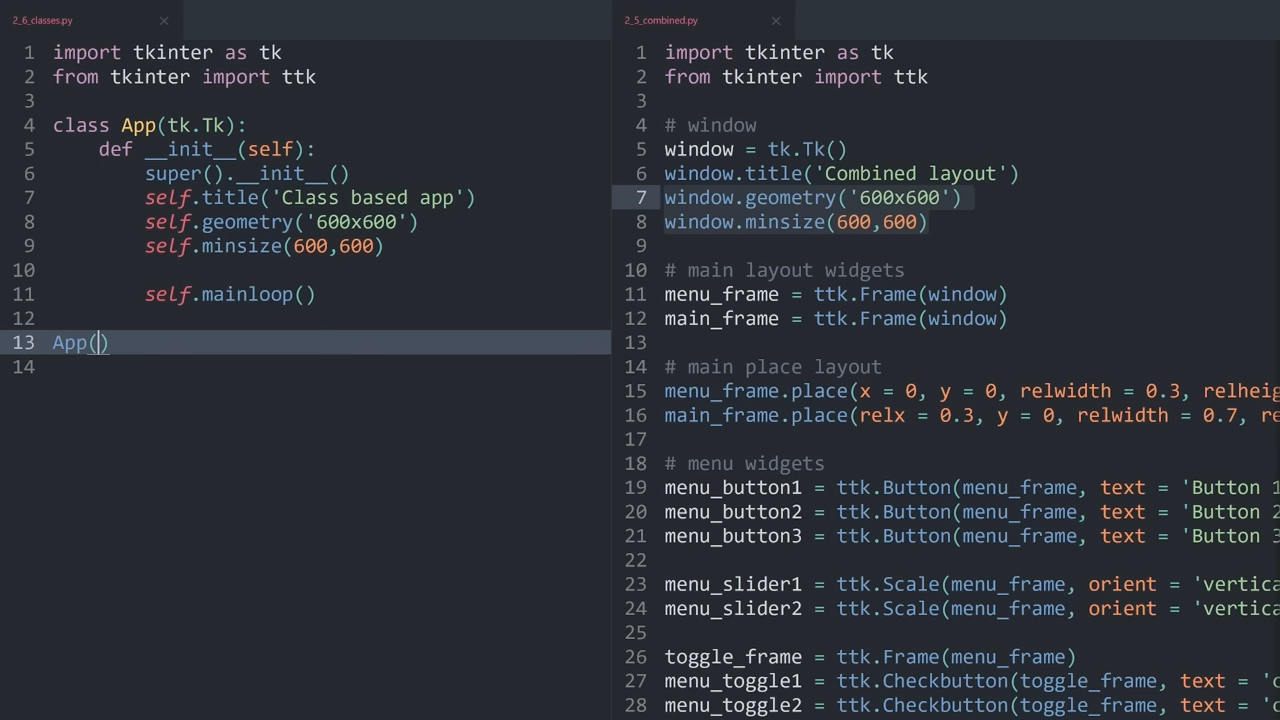 2_6_classes.py
1 import tkinter as tk
2 from tkinter import ttk
3
4 class App(tk.Tk):
5     def __init__(self):
6         super().__init__()
7         self.title('Class based app')
8         self.geometry('600x600')
9         self.minsize(600,600)
10
11         self.mainloop()
12
13 App()
14
2_5_combined.py
1 import tkinter as tk
2 from tkinter import ttk
3
4 # window
5 window = tk.Tk()
6 window.title('Combined layout')
7 window.geometry('600x600')
8 window.minsize(600,600)
9
10 # main layout widgets
11 menu_frame = ttk.Frame(window)
12 main_frame = ttk.Frame(window)
13
14 # main place layout
15 menu_frame.place(x = 0, y = 0, relwidth = 0.3, relheig
16 main_frame.place(relx = 0.3, y = 0, relwidth = 0.7, re
17
18 # menu widgets
19 menu_button1 = ttk.Button(menu_frame, text = 'Button 1
20 menu_button2 = ttk.Button(menu_frame, text = 'Button 2
21 menu_button3 = ttk.Button(menu_frame, text = 'Button 3
22
23 menu_slider1 = ttk.Scale(menu_frame, orient = 'vertica
24 menu_slider2 = ttk.Scale(menu_frame, orient = 'vertica
25
26 toggle_frame = ttk.Frame(menu_frame)
27 menu_toggle1 = ttk.Checkbutton(toggle_frame, text = 'c
28 menu_toggle2 = ttk.Checkbutton(toggle_frame, text = 'c